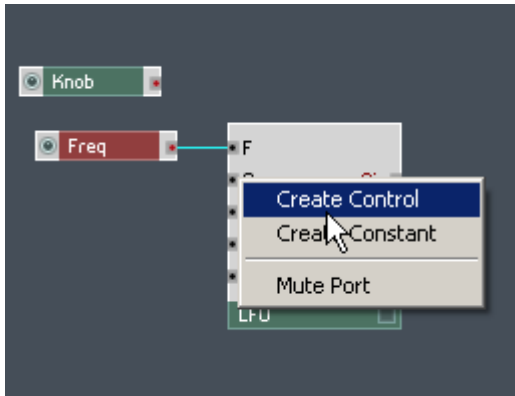 Knob
Freq
F
Create Control
Create Constant
Mute Port
LFO